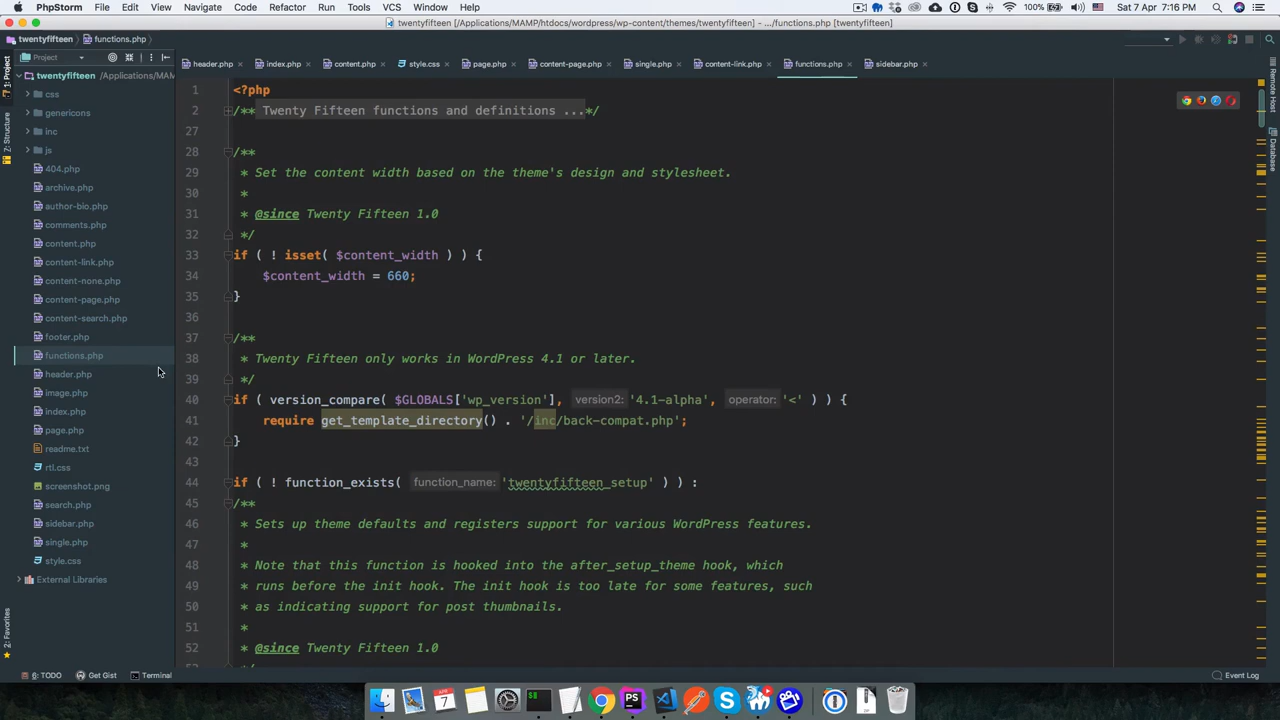 PhpStorm File Edit View Navigate Code Refactor Run Tools VCS Window Help 100% Sat 7 Apr 7:16 PM
twentyfifteen [/Applications/MAMP/htdocs/wordpress/wp-content/themes/twentyfifteen] - .../functions.php [twentyfifteen]
twentyfifteen functions.php
Project
header.php index.php content.php style.css page.php content-page.php single.php content-link.php functions.php sidebar.php
twentyfifteen /Applications/MAM
css
genericons
inc
js
404.php
archive.php
author-bio.php
comments.php
content.php
content-link.php
content-none.php
content-page.php
content-search.php
footer.php
functions.php
header.php
image.php
index.php
page.php
readme.txt
rtl.css
screenshot.png
search.php
sidebar.php
single.php
style.css
External Libraries
1: Project
Z: Structure
2: Favorites
1 <?php
2 /** Twenty Fifteen functions and definitions ...*/
27
28 /**
29 * Set the content width based on the theme's design and stylesheet.
30 *
31 * @since Twenty Fifteen 1.0
32 */
33 if ( ! isset( $content_width ) ) {
34 $content_width = 660;
35 }
36
37 /**
38 * Twenty Fifteen only works in WordPress 4.1 or later.
39 */
40 if ( version_compare( $GLOBALS['wp_version'], version2: '4.1-alpha', operator: '<' ) ) {
41 require get_template_directory() . '/inc/back-compat.php';
42 }
43
44 if ( ! function_exists( function_name: 'twentyfifteen_setup' ) ) :
45 /**
46 * Sets up theme defaults and registers support for various WordPress features.
47 *
48 * Note that this function is hooked into the after_setup_theme hook, which
49 * runs before the init hook. The init hook is too late for some features, such
50 * as indicating support for post thumbnails.
51 *
52 * @since Twenty Fifteen 1.0
53 */
Remote Host
Database
6: TODO Get Gist Terminal Event Log